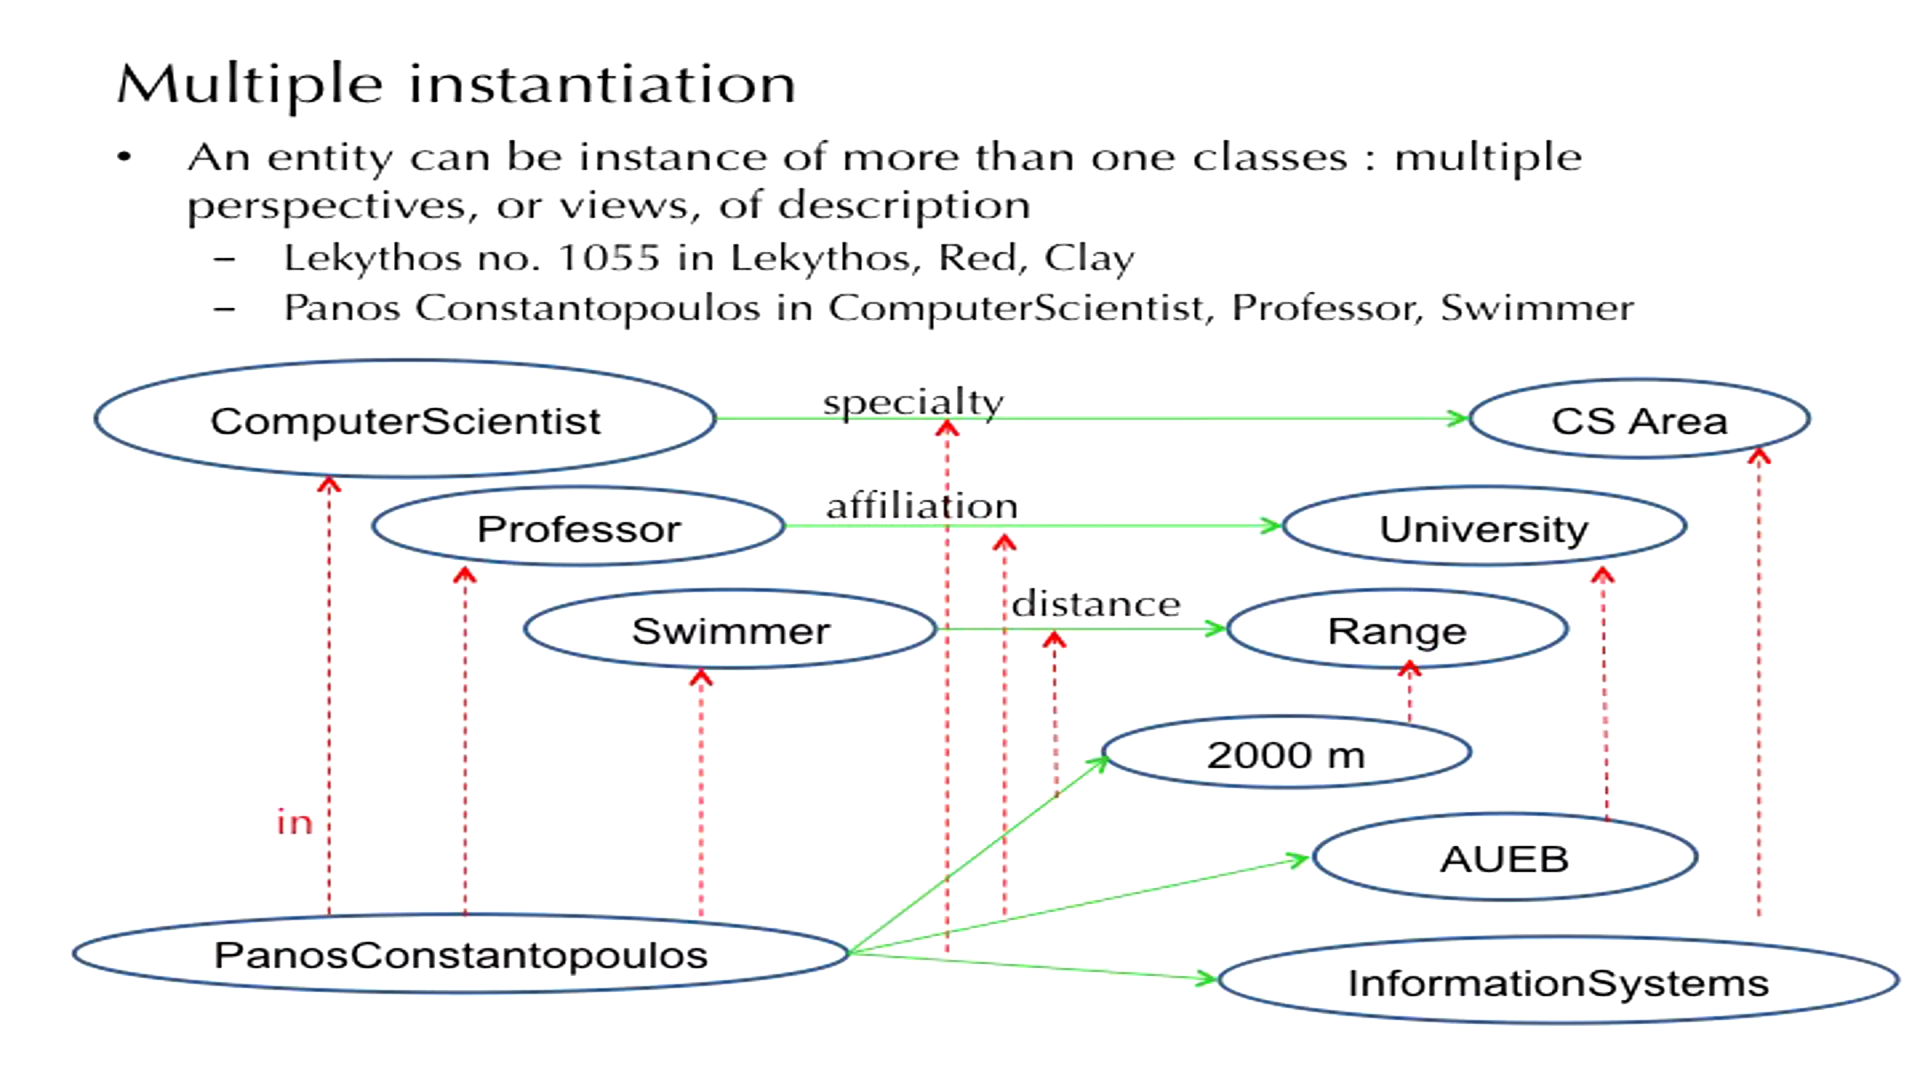 Multiple instantiation
• An entity can be instance of more than one classes : multiple
perspectives, or views, of description
– Lekythos no. 1055 in Lekythos, Red, Clay
– Panos Constantopoulos in ComputerScientist, Professor, Swimmer
specialty
ComputerScientist
CS Area
affiliation
Professor
University
distance
Swimmer
Range
2000 m
in
AUEB
PanosConstantopoulos
InformationSystems